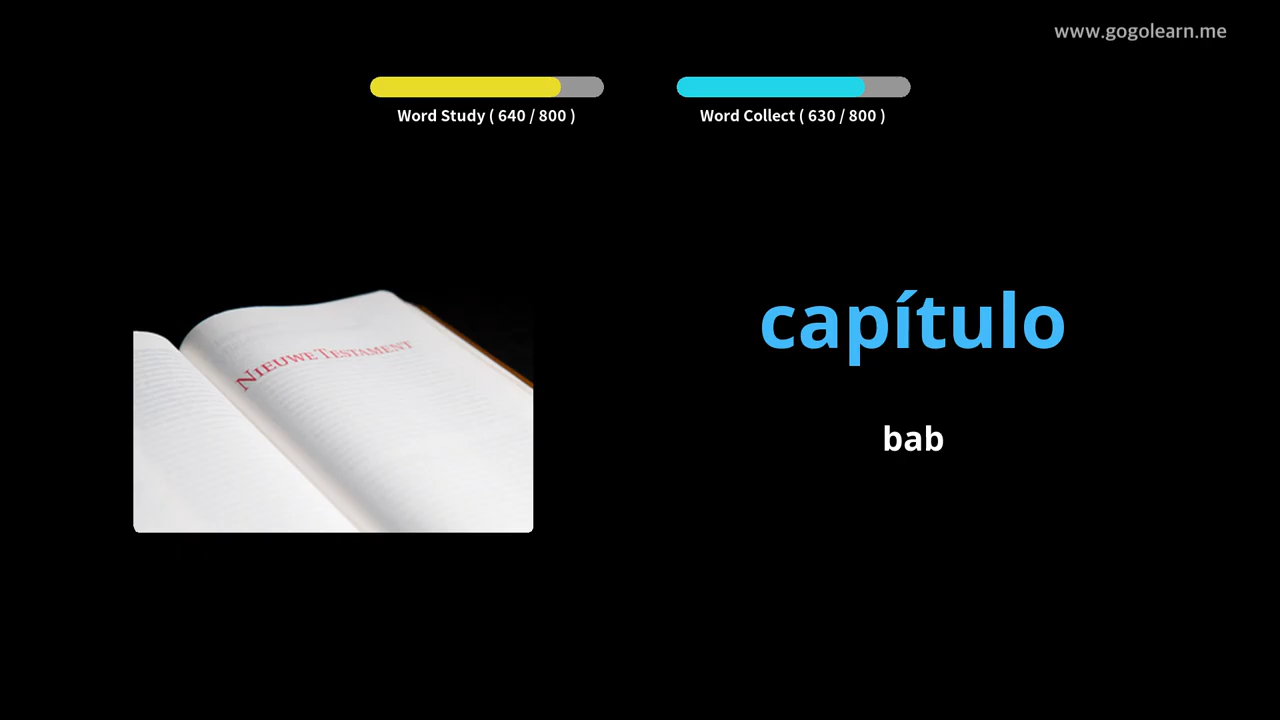 www.gogolearn.me
Word Study ( 640 / 800 )
Word Collect ( 630 / 800 )
NIEUWE TESTAMENT
capítulo
bab